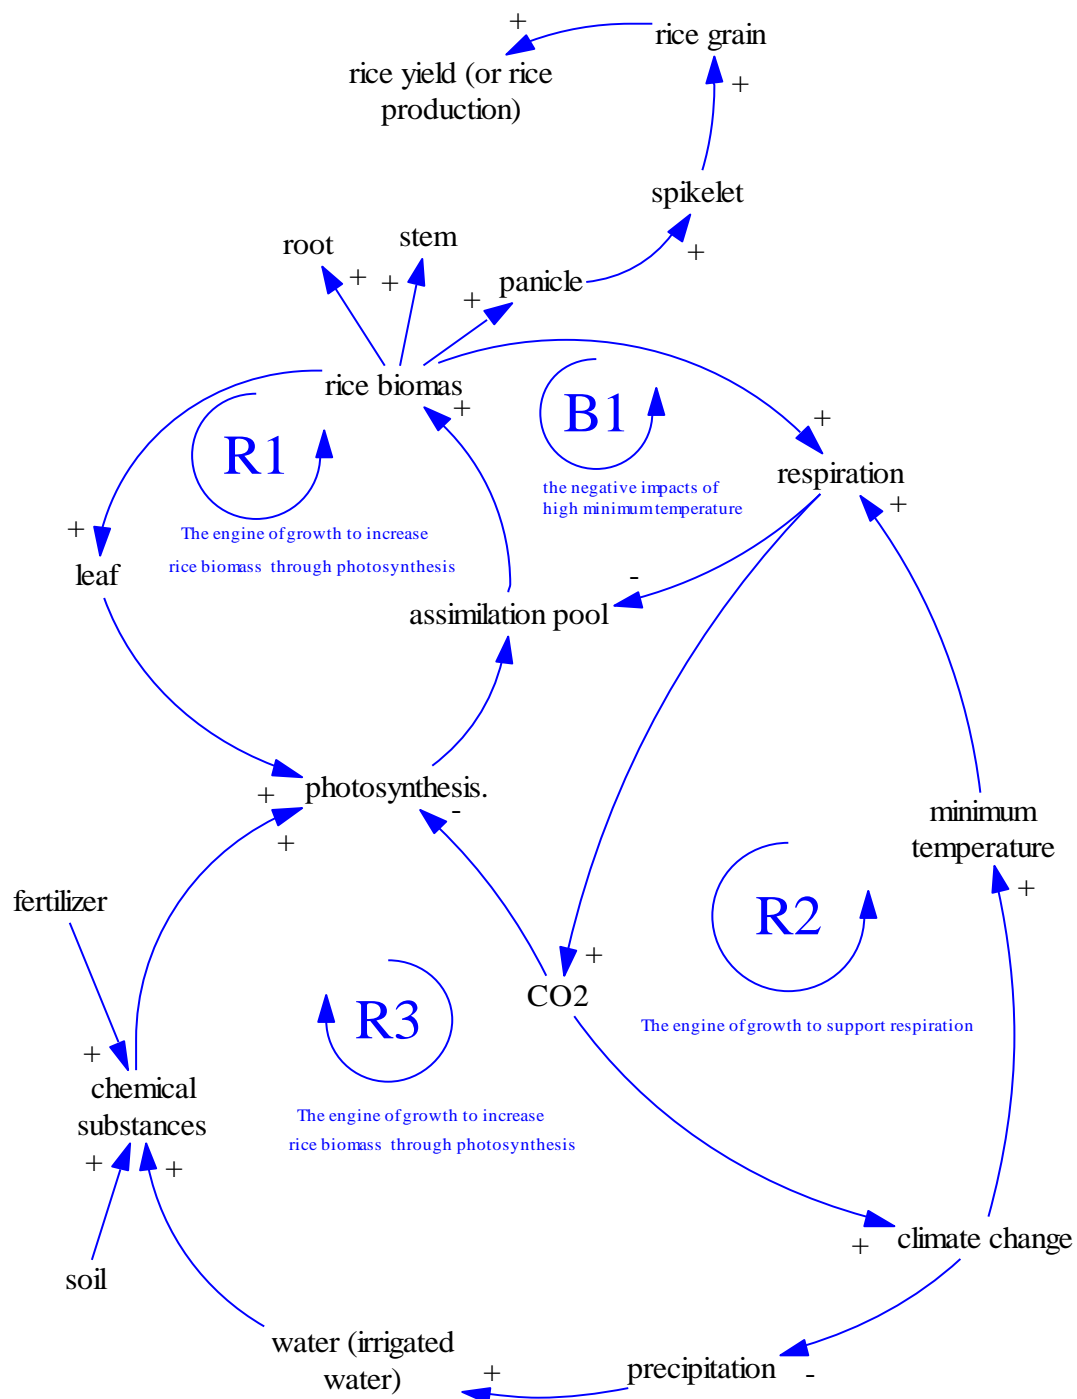 +
rice grain
rice yield (or rice
production)
+
spikelet
+
root
stem
+
+
panicle
+
rice biomas
+
R1
B1
+
respiration
+
the negative impacts of
high minimum temperature
The engine of growth to increase
rice biomass through photosynthesis
+
leaf
-
assimilation pool
photosynthesis.
+
-
+
minimum
temperature
+
fertilizer
R2
+
CO2
R3
The engine of growth to support respiration
+
chemical
substances
The engine of growth to increase
rice biomass through photosynthesis
+
+
soil
+
climate change
water (irrigated
water)
+
precipitation
-